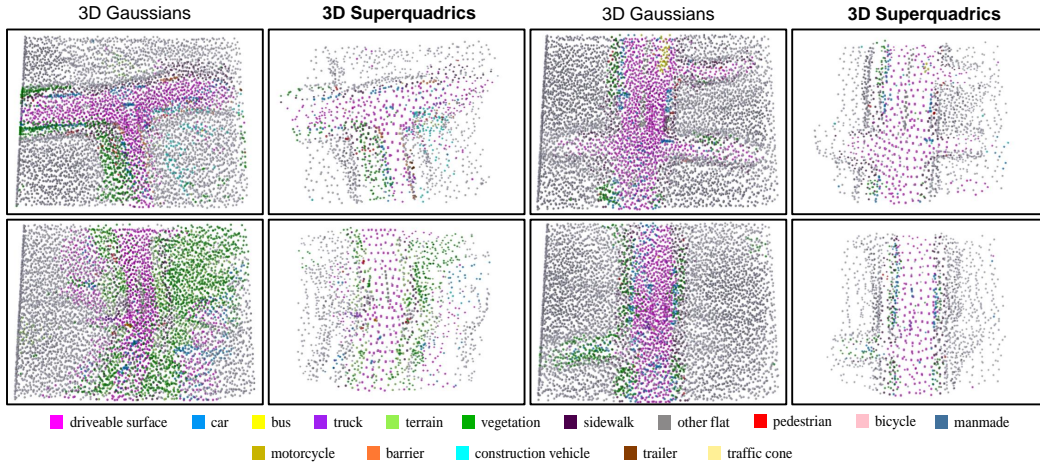 3D Gaussians 3D Superquadrics 3D Gaussians 3D Superquadrics
driveable surface car bus truck terrain vegetation sidewalk other flat pedestrian bicycle manmade
motorcycle barrier construction vehicle trailer traffic cone